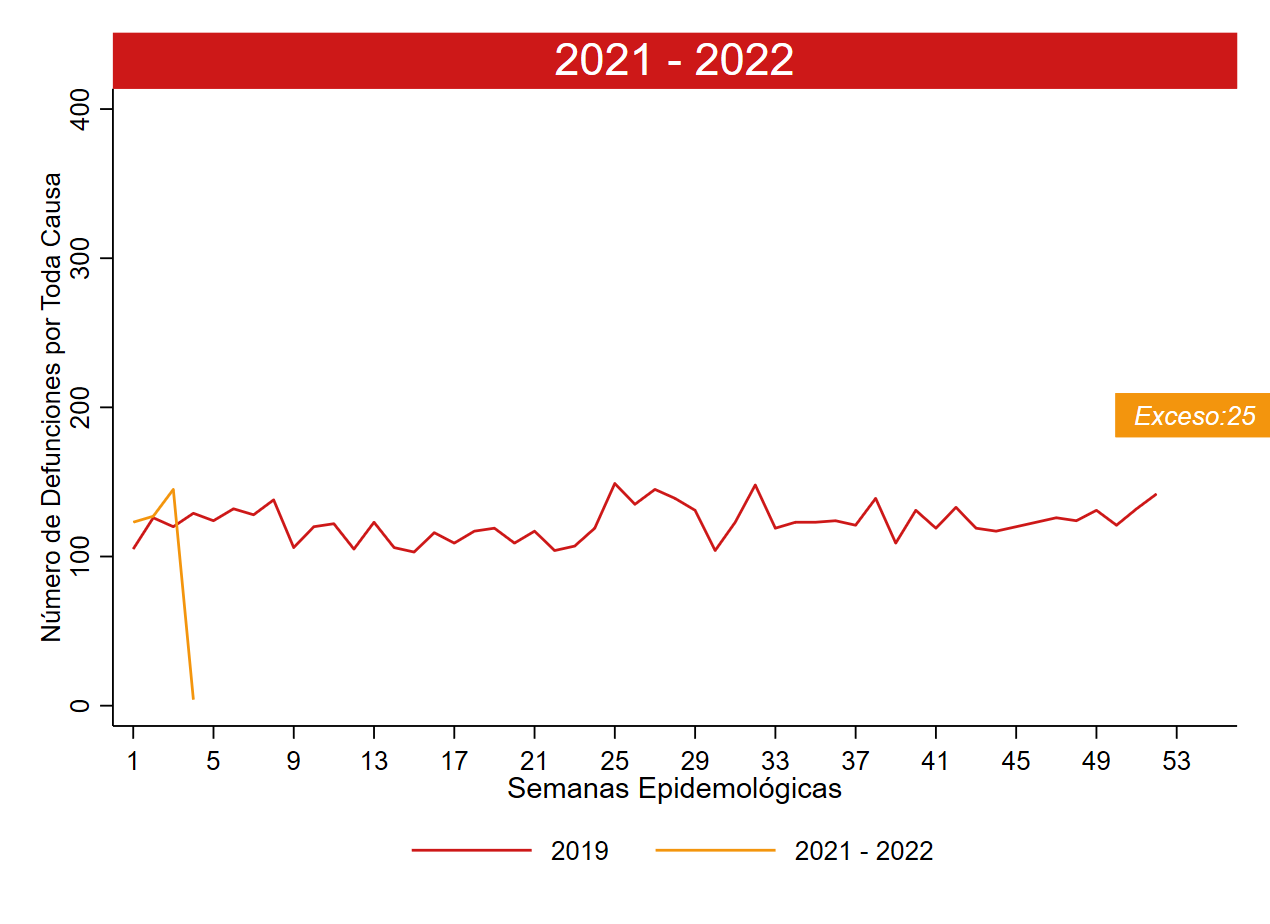 2021 - 2022
Número de Defunciones por Toda Causa
400
300
200
100
0
Exceso:25
1 5 9 13 17 21 25 29 33 37 41 45 49 53
Semanas Epidemológicas
2019 2021 - 2022